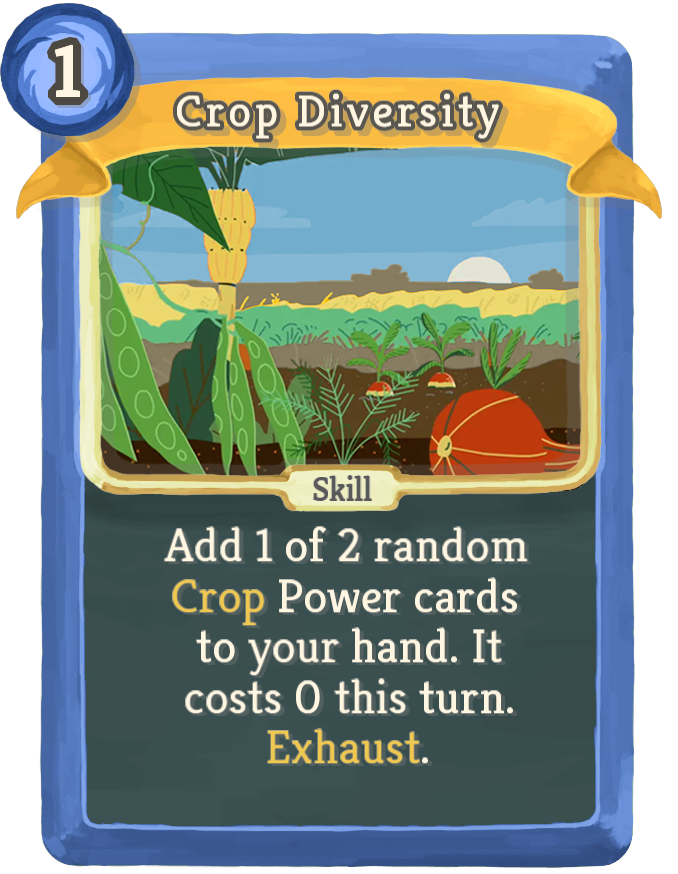 1
Crop Diversity
Skill
Add 1 of 2 random
Crop Power cards
to your hand. It
costs 0 this turn.
Exhaust.